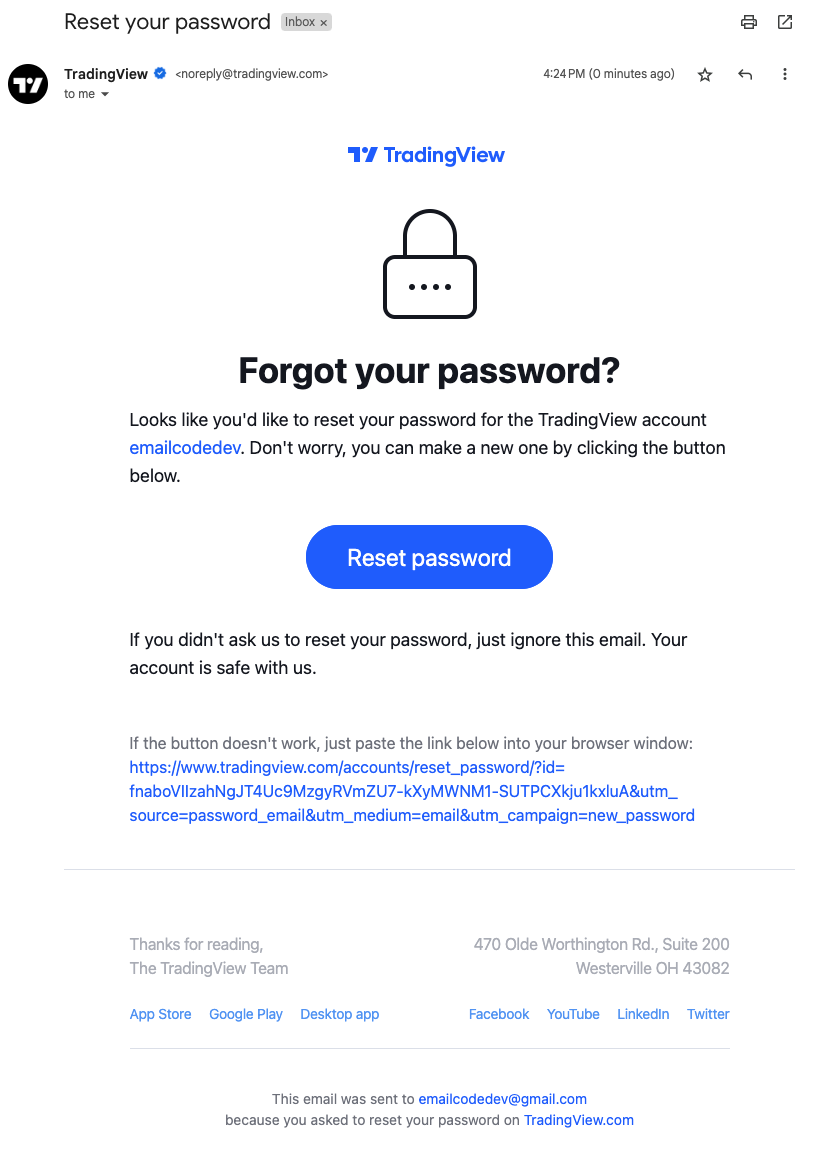 Reset your password Inbox ×
TradingView <noreply@tradingview.com> 4:24 PM (0 minutes ago)
to me
TradingView
Forgot your password?
Looks like you'd like to reset your password for the TradingView account
emailcodedev. Don't worry, you can make a new one by clicking the button
below.
Reset password
If you didn't ask us to reset your password, just ignore this email. Your
account is safe with us.
If the button doesn't work, just paste the link below into your browser window:
https://www.tradingview.com/accounts/reset_password/?id=
fnaboVIIzahNgJT4Uc9MzgyRVmZU7-kXyMWNM1-SUTPCXkju1kxluA&utm_
source=password_email&utm_medium=email&utm_campaign=new_password
Thanks for reading,
The TradingView Team
470 Olde Worthington Rd., Suite 200
Westerville OH 43082
App Store Google Play Desktop app
Facebook YouTube LinkedIn Twitter
This email was sent to emailcodedev@gmail.com
because you asked to reset your password on TradingView.com